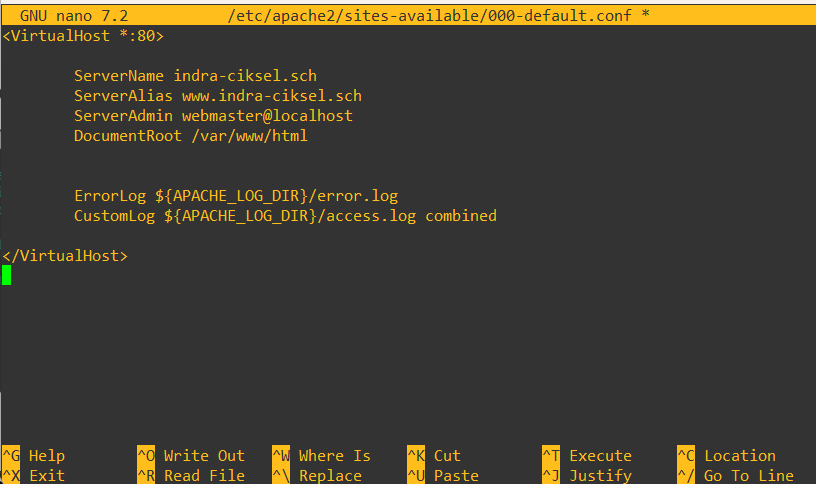 GNU nano 7.2 /etc/apache2/sites-available/000-default.conf *
<VirtualHost *:80>
ServerName indra-ciksel.sch
ServerAlias www.indra-ciksel.sch
ServerAdmin webmaster@localhost
DocumentRoot /var/www/html
ErrorLog ${APACHE_LOG_DIR}/error.log
CustomLog ${APACHE_LOG_DIR}/access.log combined
</VirtualHost>
^G Help ^O Write Out ^W Where Is ^K Cut ^T Execute ^C Location
^X Exit ^R Read File ^\ Replace ^U Paste ^J Justify ^/ Go To Line